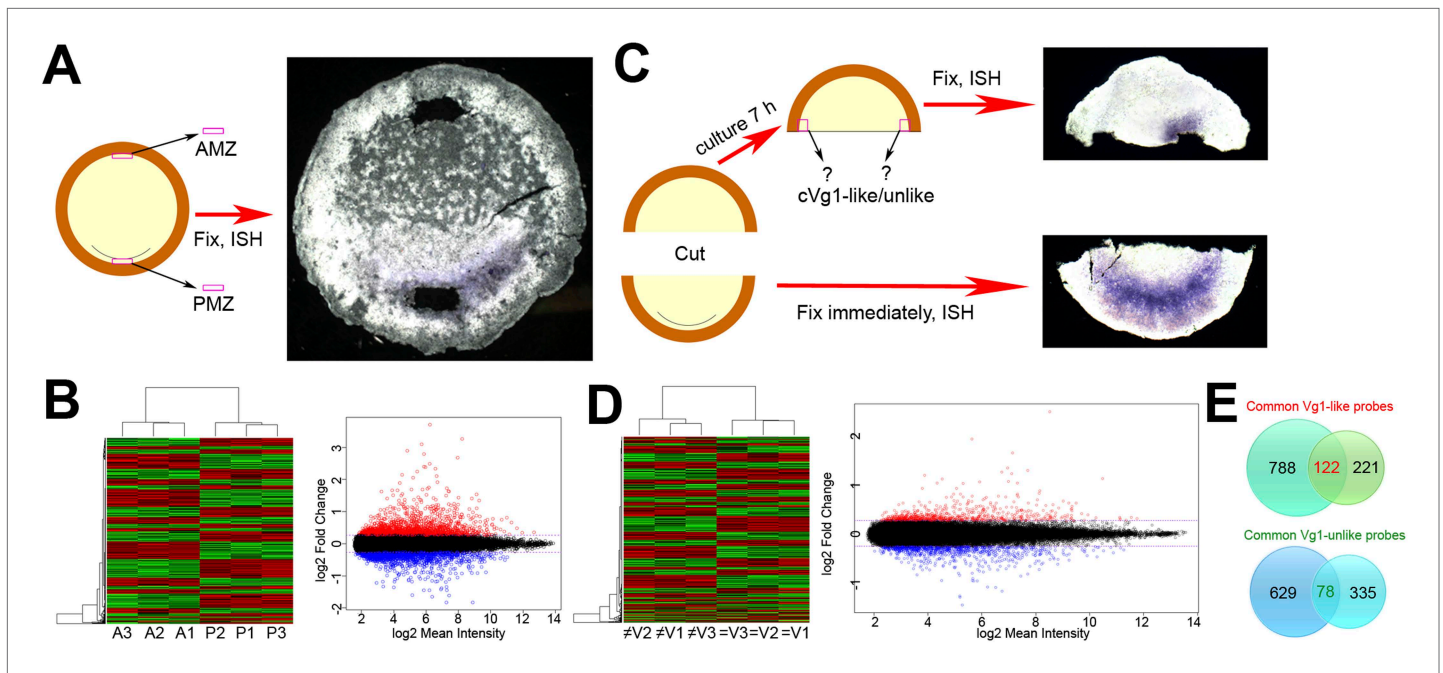 A
AMZ
Fix, ISH
PMZ
C
culture 7 h
Fix, ISH
?
?
cVg1-like/unlike
Cut
Fix immediately, ISH
B
A3 A2 A1 P2 P1 P3
log2 Fold Change
3
2
1
0
-1
-2
2 4 6 8 10 12 14
log2 Mean Intensity
D
≠V2 ≠V1 ≠V3 =V3 =V2 =V1
log2 Fold Change
2
1
0
-1
2 4 6 8 10 12 14
log2 Mean Intensity
E
Common Vg1-like probes
788 122 221
Common Vg1-unlike probes
629 78 335